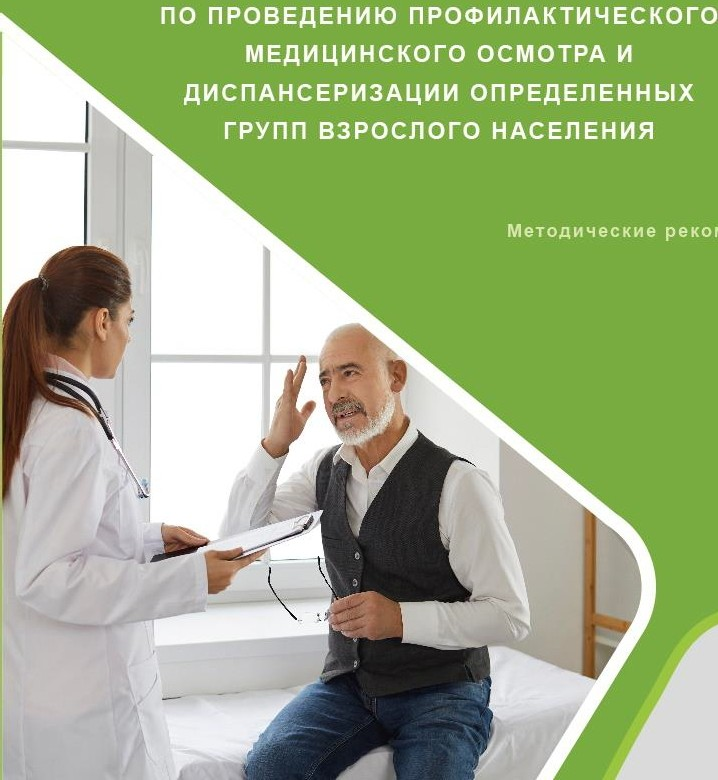 ПО ПРОВЕДЕНИЮ ПРОФИЛАКТИЧЕСКОГО
МЕДИЦИНСКОГО ОСМОТРА И
ДИСПАНСЕРИЗАЦИИ ОПРЕДЕЛЕННЫХ
ГРУПП ВЗРОСЛОГО НАСЕЛЕНИЯ
Методические реком